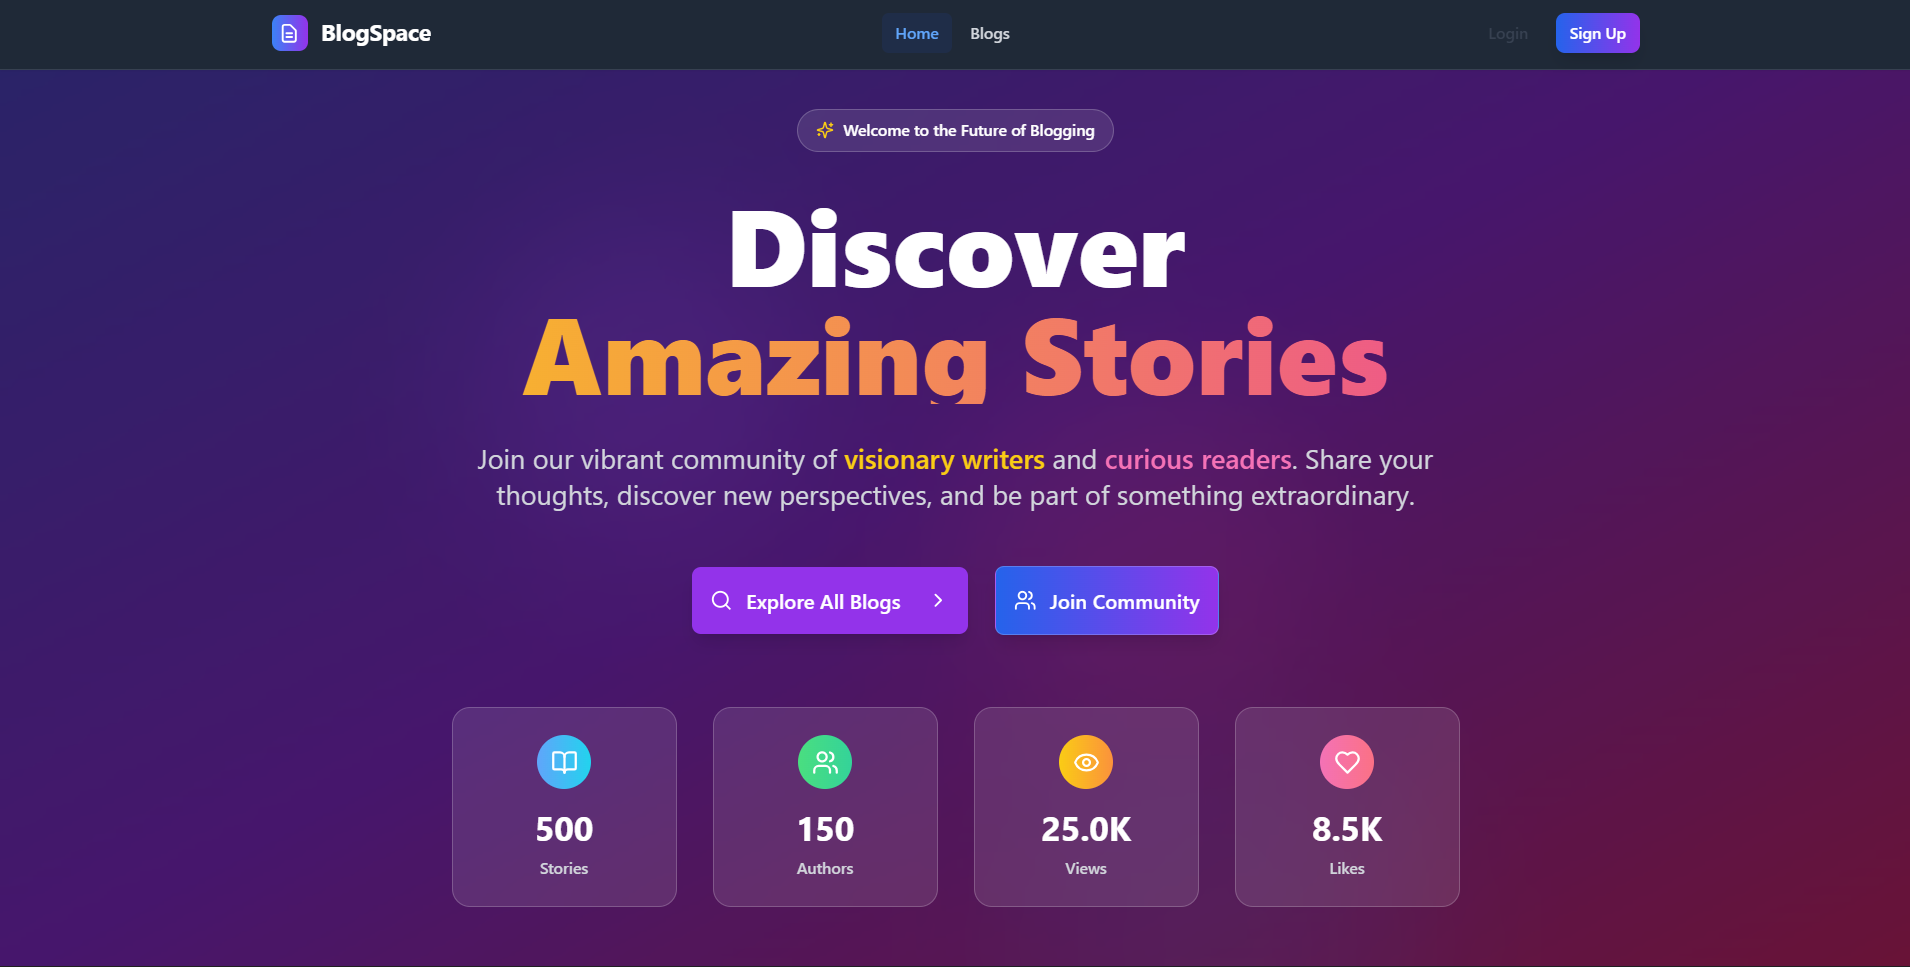 BlogSpace
Home
Blogs
Login
Sign Up
Welcome to the Future of Blogging
Discover
Amazing Stories
Join our vibrant community of visionary writers and curious readers. Share your
thoughts, discover new perspectives, and be part of something extraordinary.
Explore All Blogs
Join Community
500
Stories
150
Authors
25.0K
Views
8.5K
Likes